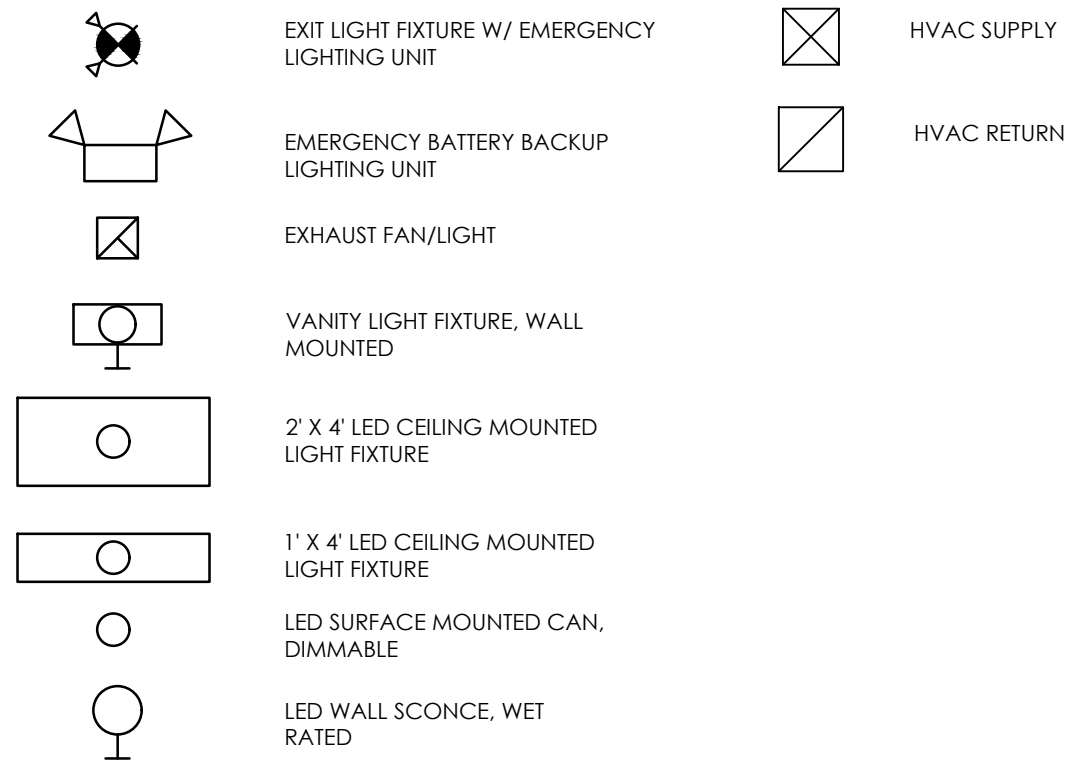 EXIT LIGHT FIXTURE W/ EMERGENCY
LIGHTING UNIT
EMERGENCY BATTERY BACKUP
LIGHTING UNIT
EXHAUST FAN/LIGHT
VANITY LIGHT FIXTURE, WALL
MOUNTED
2' X 4' LED CEILING MOUNTED
LIGHT FIXTURE
1' X 4' LED CEILING MOUNTED
LIGHT FIXTURE
LED SURFACE MOUNTED CAN,
DIMMABLE
LED WALL SCONCE, WET
RATED
HVAC SUPPLY
HVAC RETURN